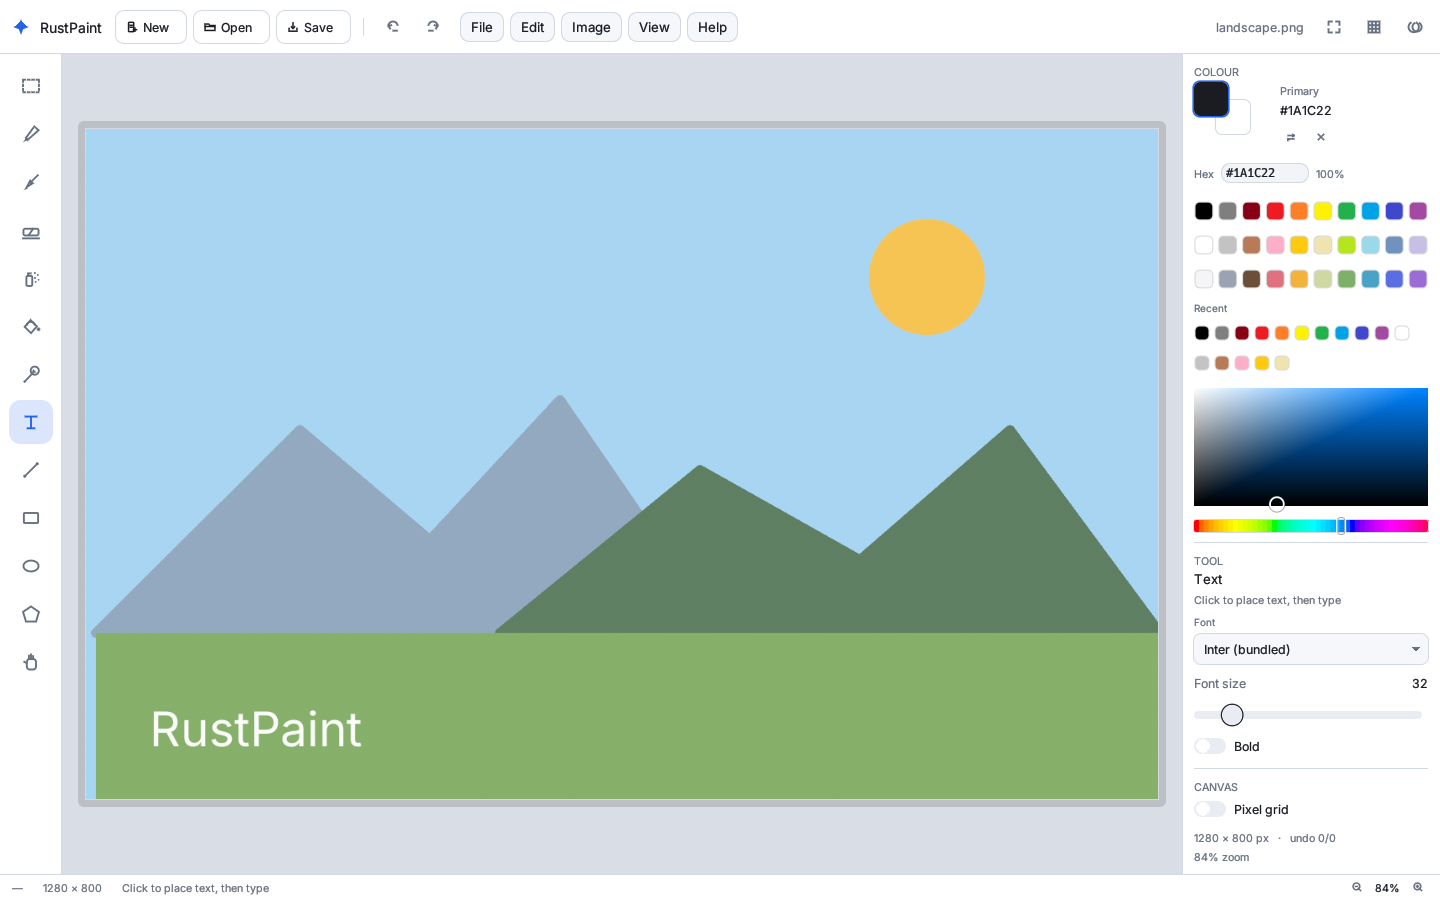 RustPaint New Open Save File Edit Image View Help landscape.png
COLOUR
Primary
#1A1C22
Hex #1A1C22 100%
Recent
RustPaint
TOOL
Text
Click to place text, then type
Font
Inter (bundled)
Font size 32
Bold
CANVAS
Pixel grid
1280 × 800 px · undo 0/0
84% zoom
— 1280 × 800 Click to place text, then type 84%